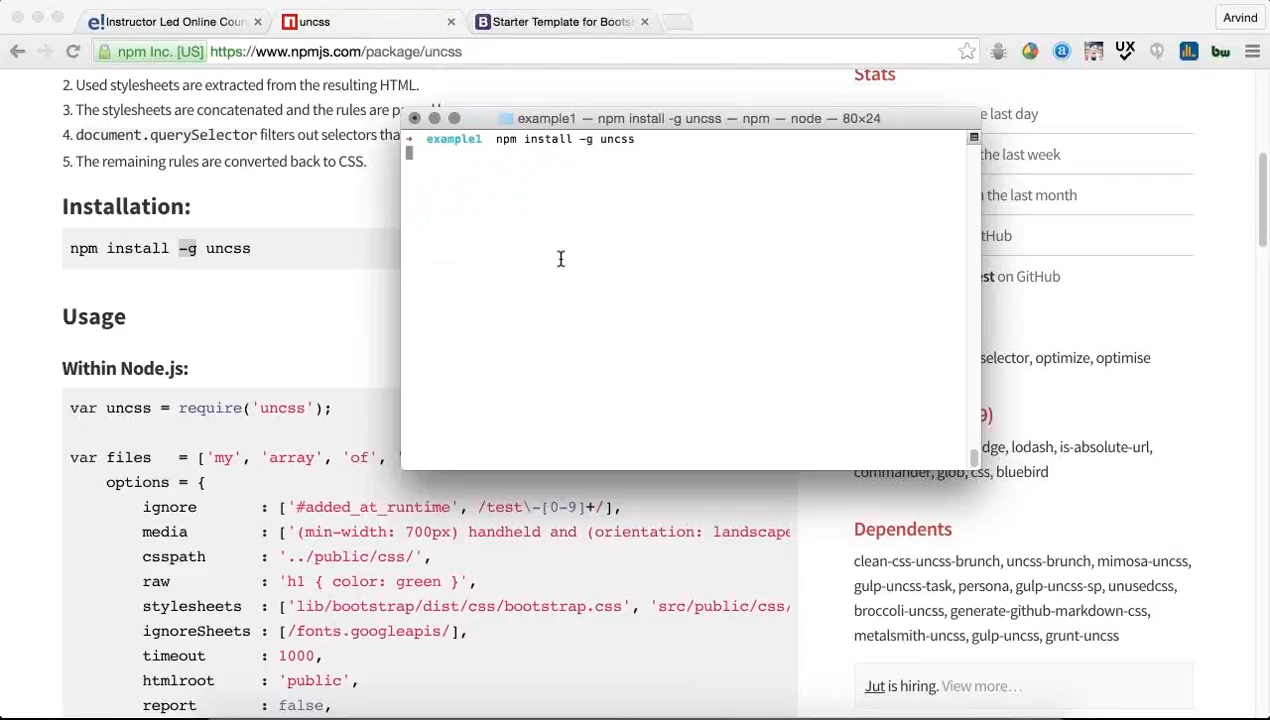 Instructor Led Online Cour
uncss
Starter Template for Boots
Arvind
npm Inc. [US]
https://www.npmjs.com/package/uncss
UX
bw
2. Used stylesheets are extracted from the resulting HTML.
3. The stylesheets are concatenated and the rules are
4. document.querySelector filters out selectors
5. The remaining rules are converted back to CSS.
Installation:
npm install -g uncss
Usage
Within Node.js:
var uncss = require('uncss');
var files = ['my', 'array', 'of',
options = {
ignore : ['#added_at_runtime', /test\-[0-9]+/],
media : ['(min-width: 700px) handheld and (orientation: landscape
csspath : '../public/css/',
raw : 'h1 { color: green }',
stylesheets : ['lib/bootstrap/dist/css/bootstrap.css', 'src/public/css/
ignoreSheets : [/fonts.googleapis/],
timeout : 1000,
htmlroot : 'public',
report : false,
example1 — npm install -g uncss — npm — node — 80×24
➜ example1 npm install -g uncss
Stats
the last day
the last week
the last month
on GitHub
selector, optimize, optimise
lodash, is-absolute-url,
commander, glob, css, bluebird
Dependents
clean-css-uncss-brunch, uncss-brunch, mimosa-uncss,
gulp-uncss-task, persona, gulp-uncss-sp, unusedcss,
broccoli-uncss, generate-github-markdown-css,
metalsmith-uncss, gulp-uncss, grunt-uncss
Jut is hiring. View more…